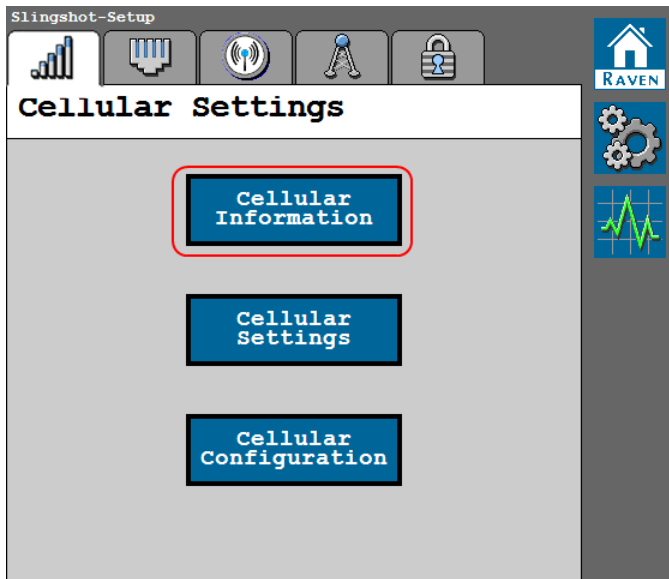 Slingshot-Setup
RAVEN
Cellular Settings
Cellular
Information
Cellular
Settings
Cellular
Configuration